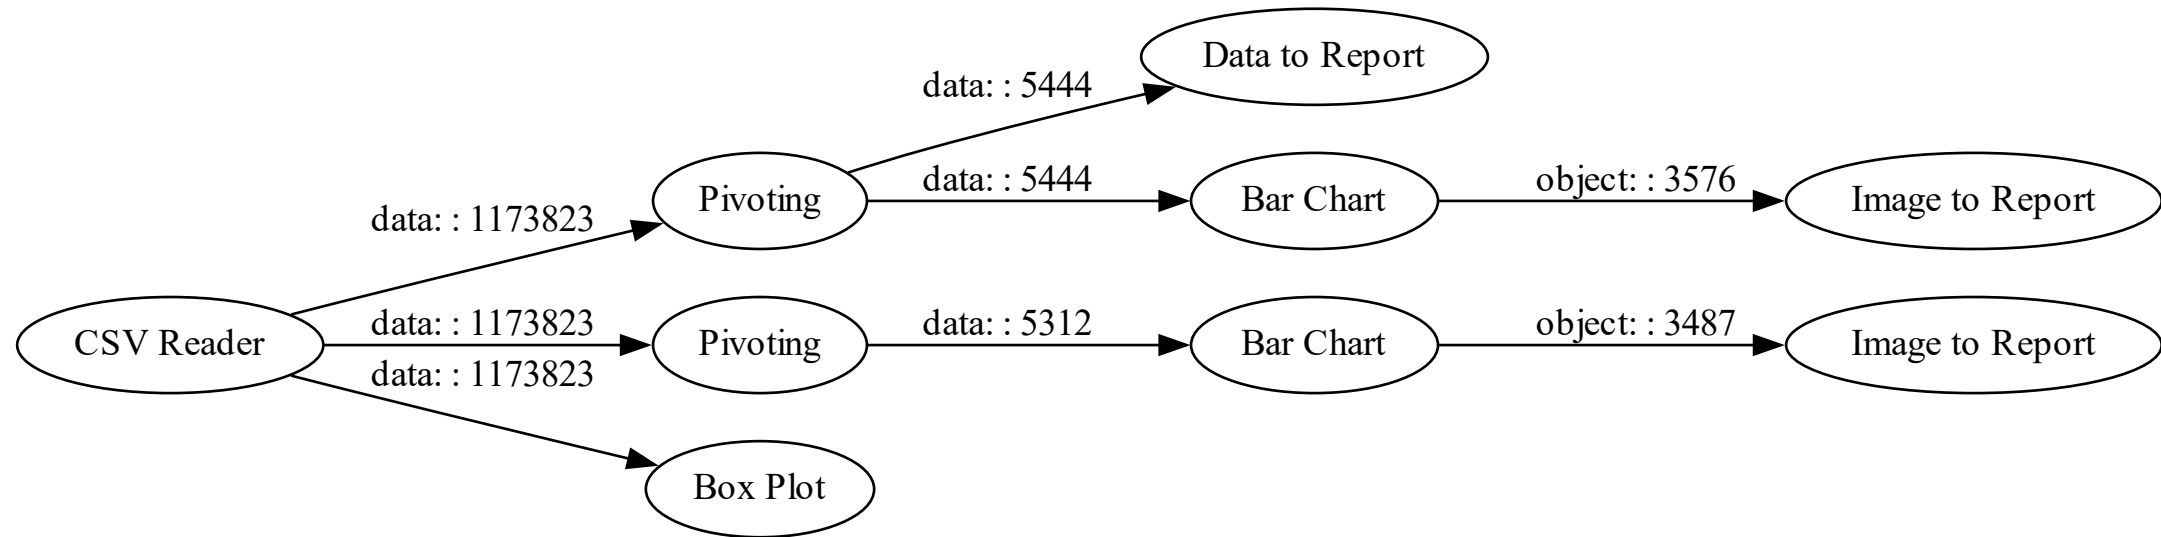 Data to Report
data: : 5444
data: : 5444
Pivoting
Bar Chart
object: : 3576
Image to Report
data: : 1173823
CSV Reader
data: : 1173823
Pivoting
data: : 5312
Bar Chart
object: : 3487
Image to Report
data: : 1173823
Box Plot